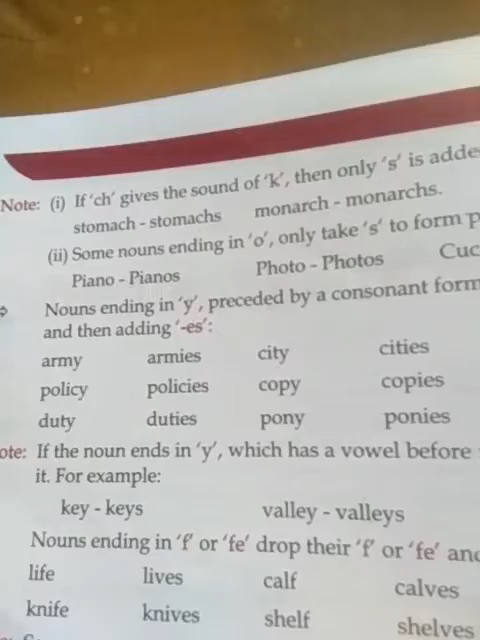 Note: (i) If 'ch' gives the sound of 'k', then only 's' is
stomach - stomachs monarch - monarchs.
(ii) Some nouns ending in 'o', only take 's' to form
Piano - Pianos Photo - Photos
Nouns ending in 'y', preceded by a consonant form
and then adding '-es':
army armies city cities
policy policies copy copies
duty duties pony ponies
If the noun ends in 'y', which has a vowel before
it. For example:
key - keys valley - valleys
Nouns ending in 'f' or 'fe' drop their 'f' or 'fe'
life lives calf calves
knife knives shelf shelves